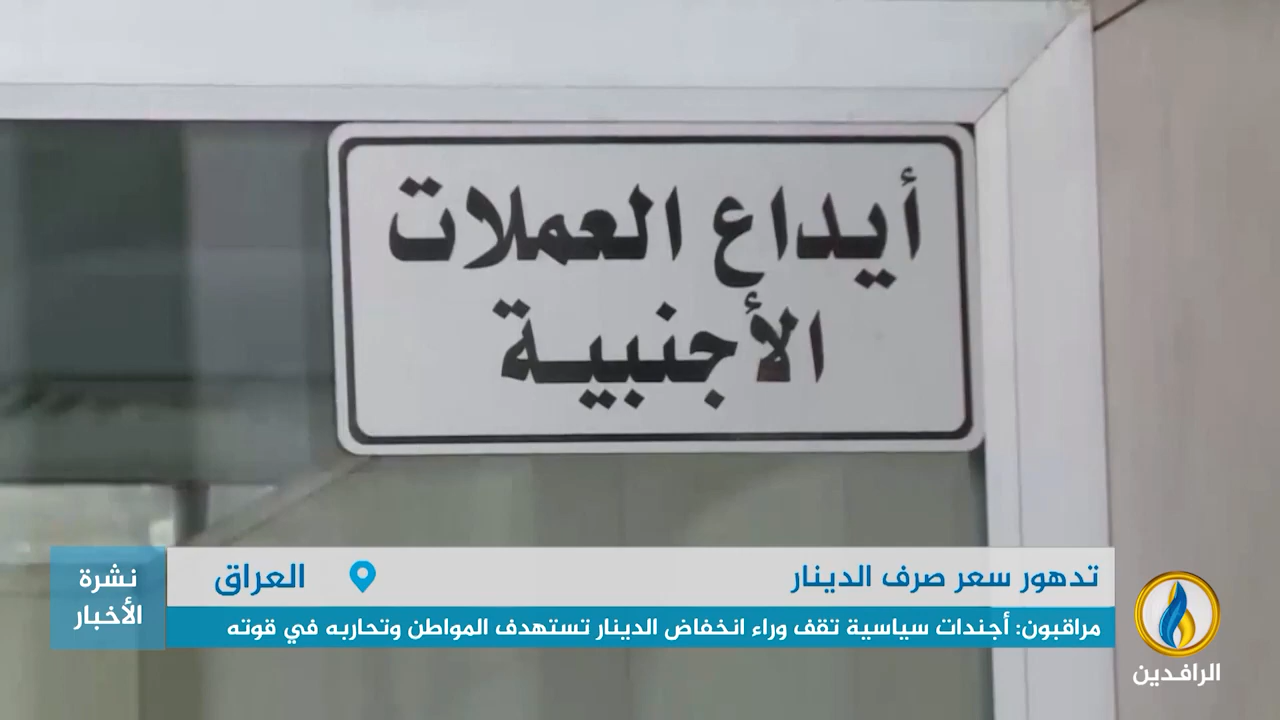 أيداع العملات
الأجنبية
تدهور سعر صرف الدينار
العراق
نشرة
الأخبار
مراقبون: أجندات سياسية تقف وراء انخفاض الدينار تستهدف المواطن وتحاربه في قوته
الرافدين